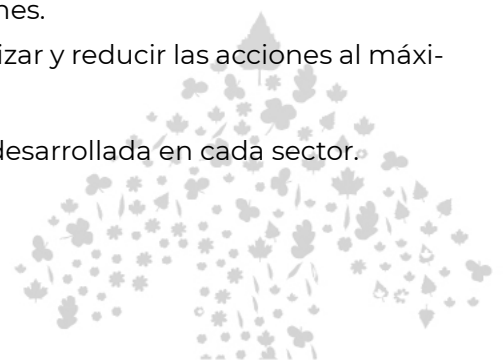 nes.
izar y reducir las acciones al máxi-
desarrollada en cada sector.